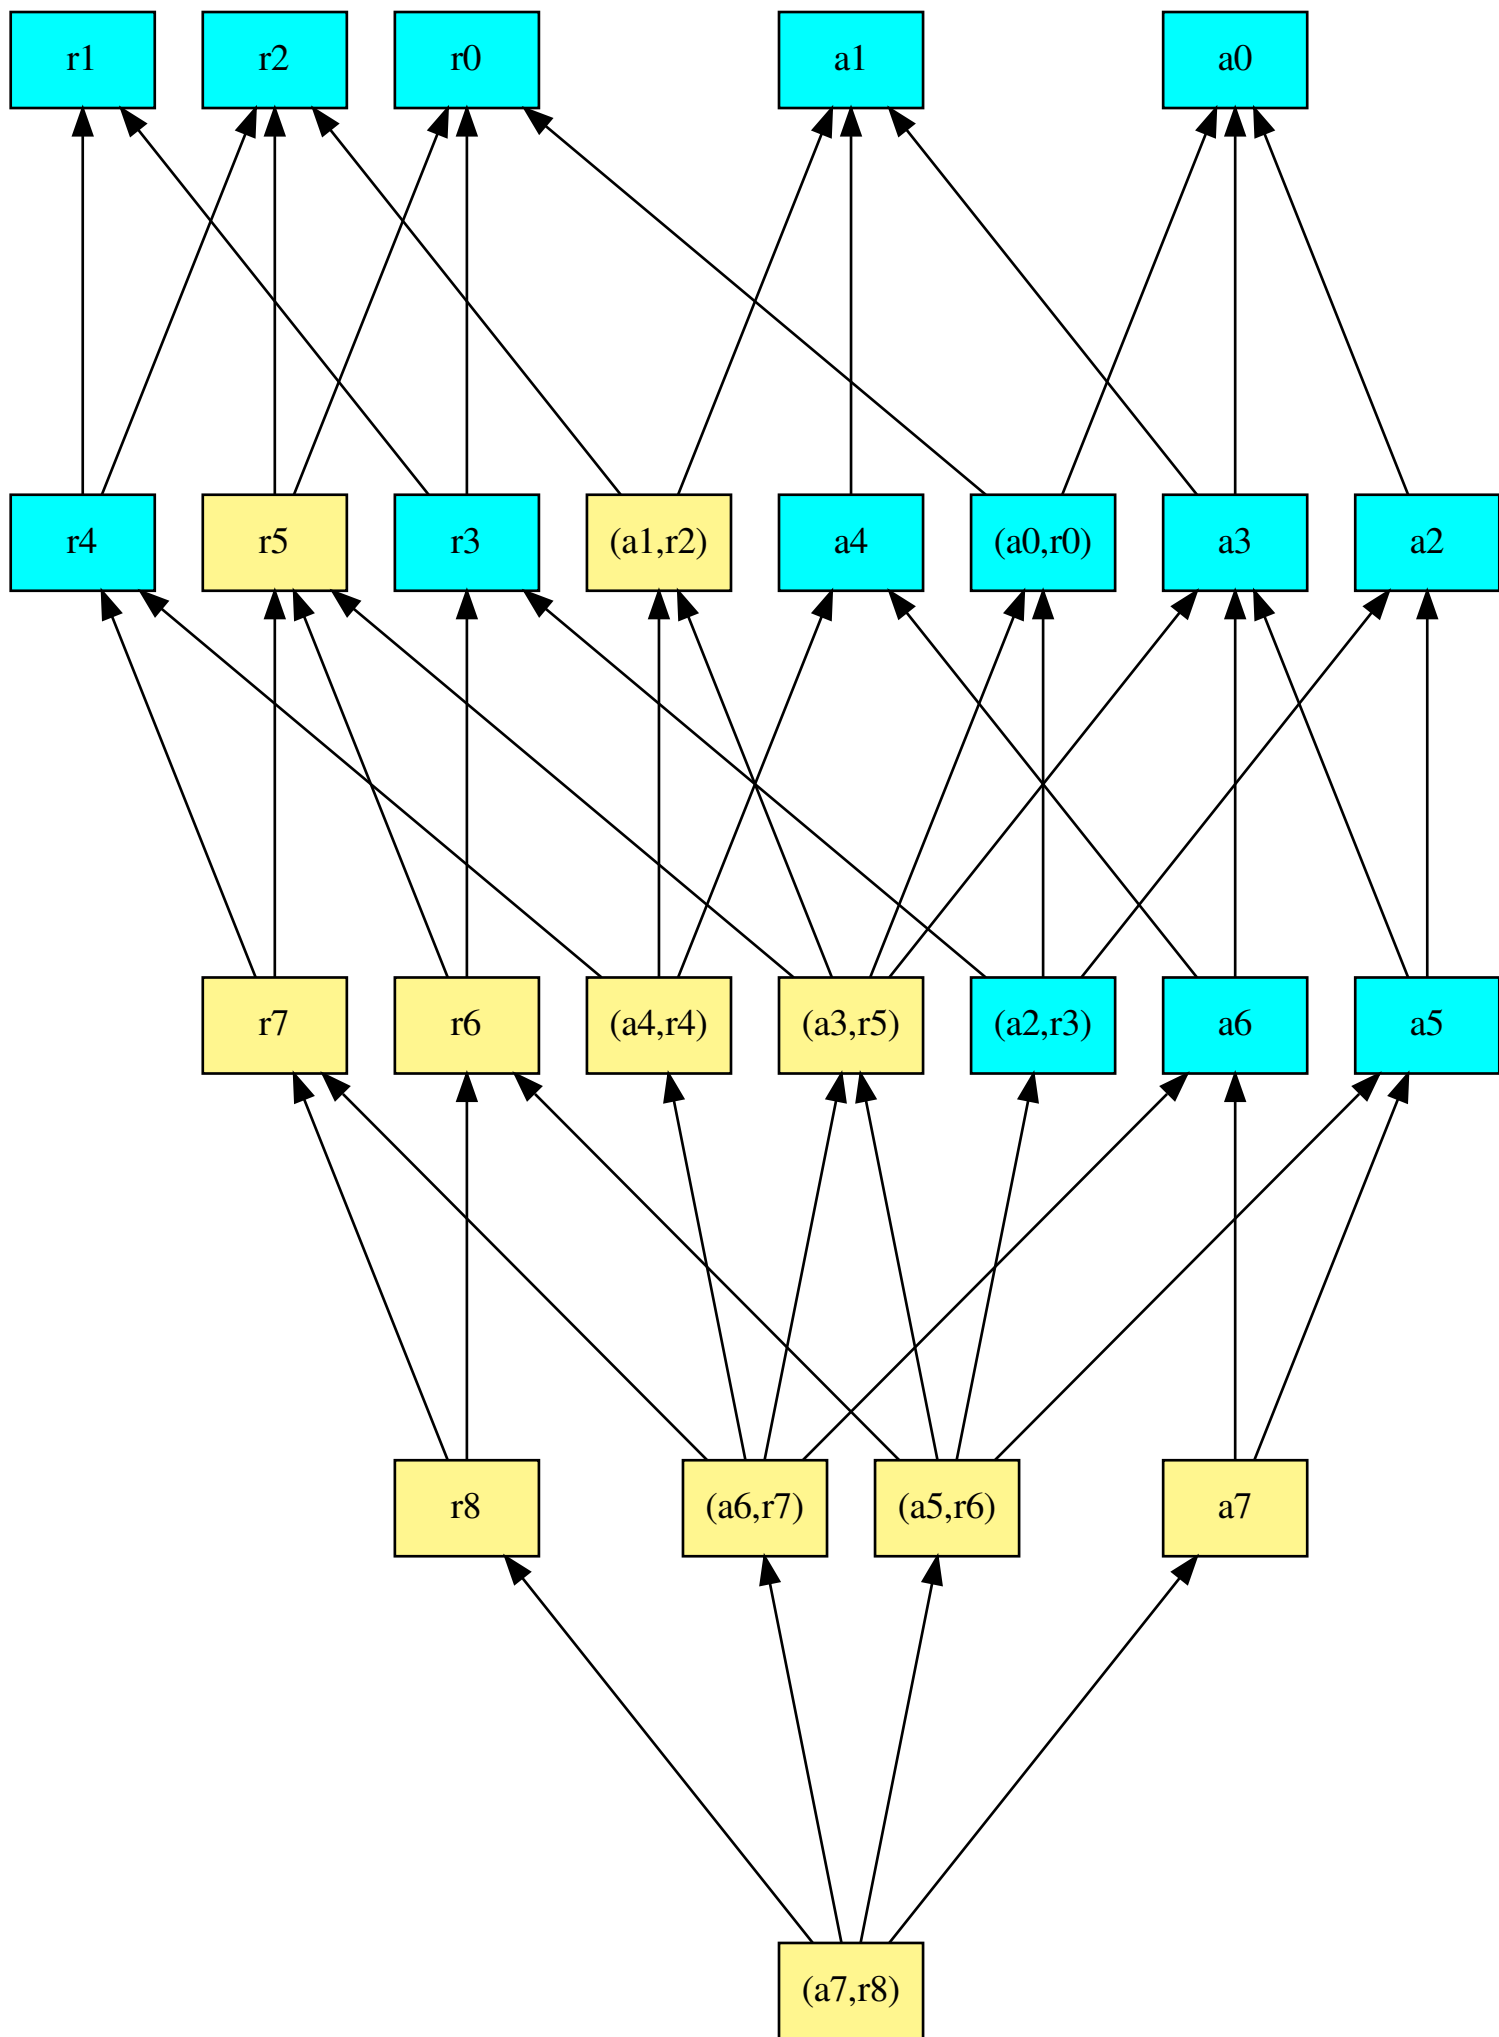 r1 r2 r0 a1 a0
r4 r5 r3 (a1,r2) a4 (a0,r0) a3 a2
r7 r6 (a4,r4) (a3,r5) (a2,r3) a6 a5
r8 (a6,r7) (a5,r6) a7
(a7,r8)